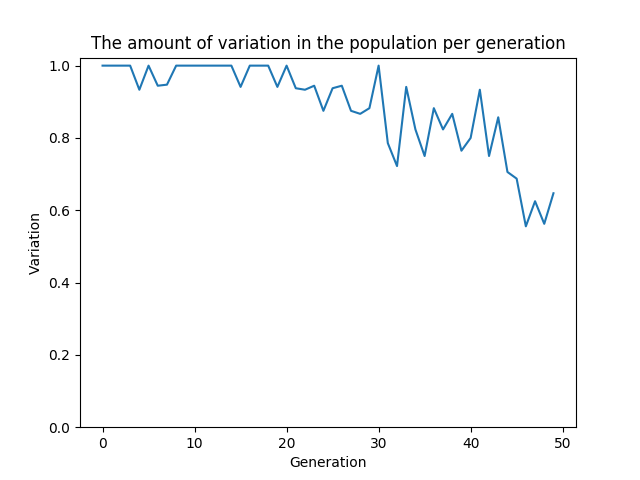 The amount of variation in the population per generation
1.0
0.8
0.6
0.4
0.2
0.0
Variation
0 10 20 30 40 50
Generation